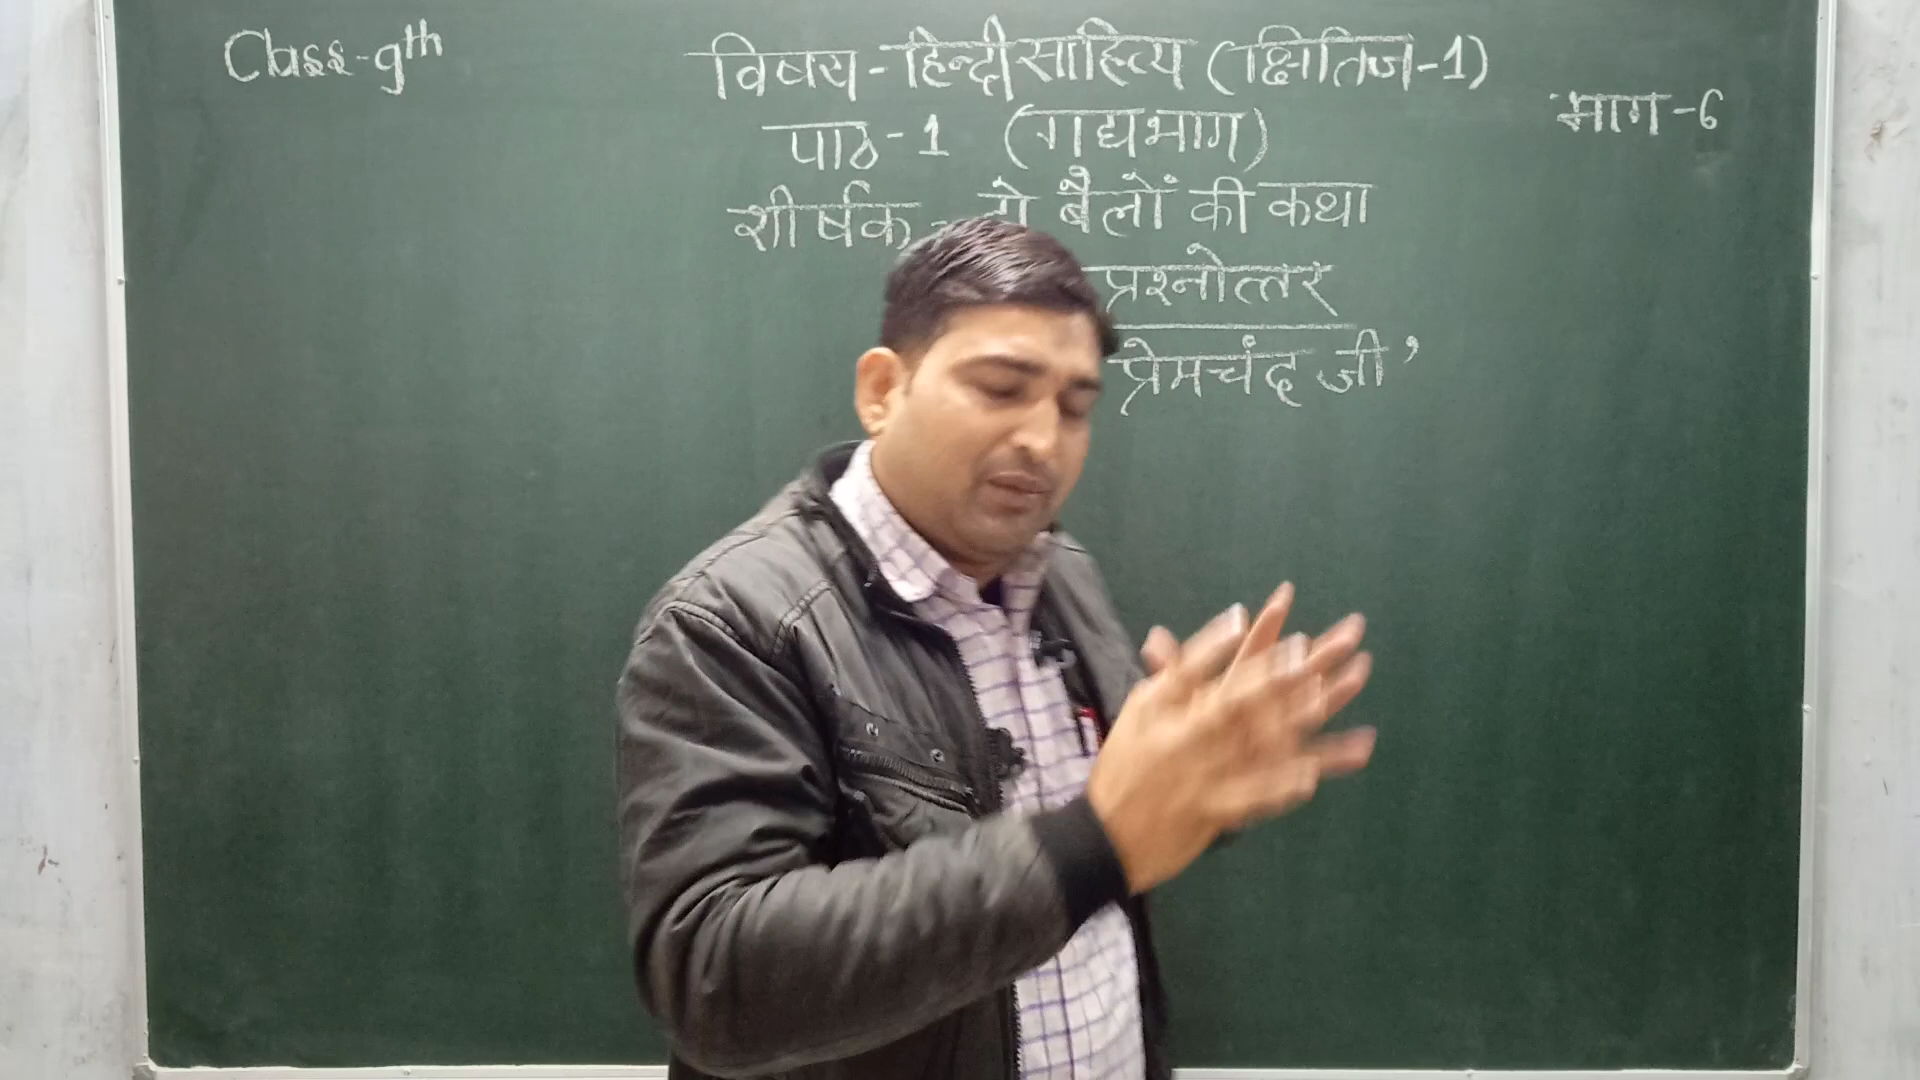 Class-9th
विषय-हिन्दी साहित्य (क्षितिज-1)
भाग-6
पाठ-1 (गद्यभाग)
शीर्षक - दो बैलों की कथा
प्रश्नोत्तर
प्रेमचंद जी’